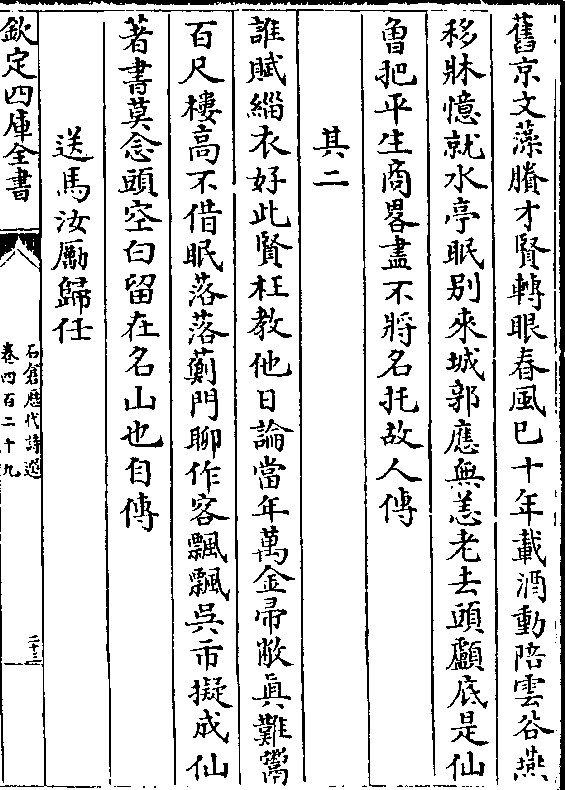 舊京文藻賸才賢轉眼春風已十年載酒動陪雲谷燕
移牀憶就水亭眠别來城郭應無恙老去頭顱底是仙
曾把平生商畧盡不將名托故人傳
其二
誰賦緇衣好此賢枉教他日論當年萬金帚敝真難鬻
百尺樓高不借眠落落薊門聊作客飄飄吳市擬成仙
著書莫念頭空白留在名山也自傳
送馬汝勵歸任
欽定四庫全書
石倉歷代詩選
卷四百二十九
二十三